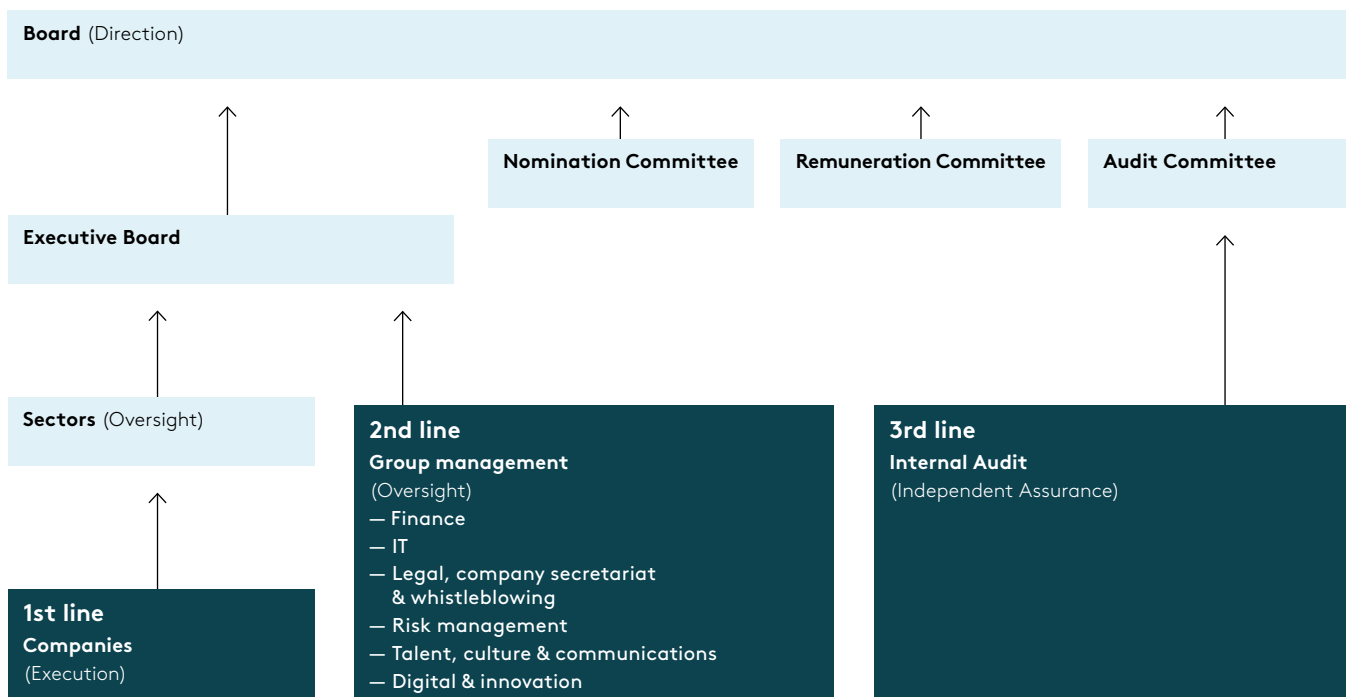 Board (Direction)
Nomination Committee
Remuneration Committee
Audit Committee
Executive Board
Sectors (Oversight)
2nd line
Group management
(Oversight)
— Finance
— IT
— Legal, company secretariat
& whistleblowing
— Risk management
— Talent, culture & communications
— Digital & innovation
3rd line
Internal Audit
(Independent Assurance)
1st line
Companies
(Execution)